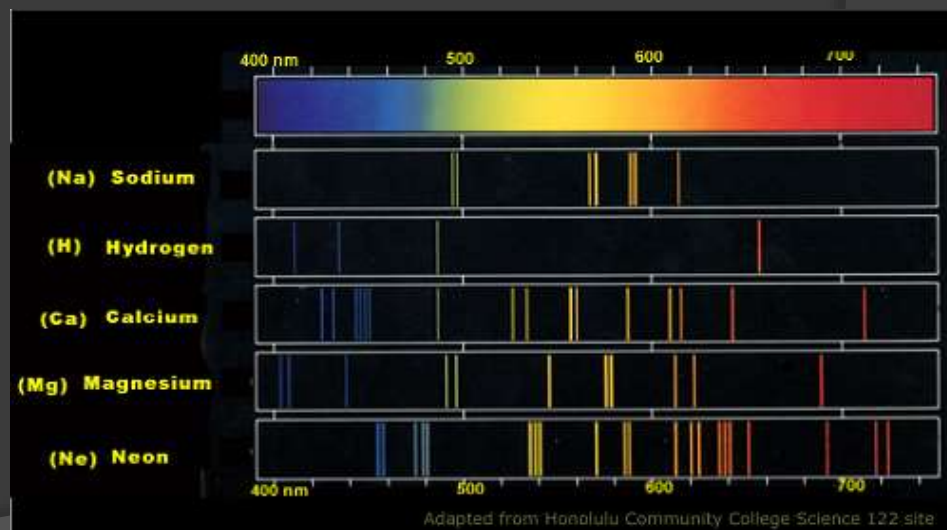 400 nm 500 600 700
(Na) Sodium
(H) Hydrogen
(Ca) Calcium
(Mg) Magnesium
(Ne) Neon
400 nm 500 600 700
Adapted from Honolulu Community College Science 122 site